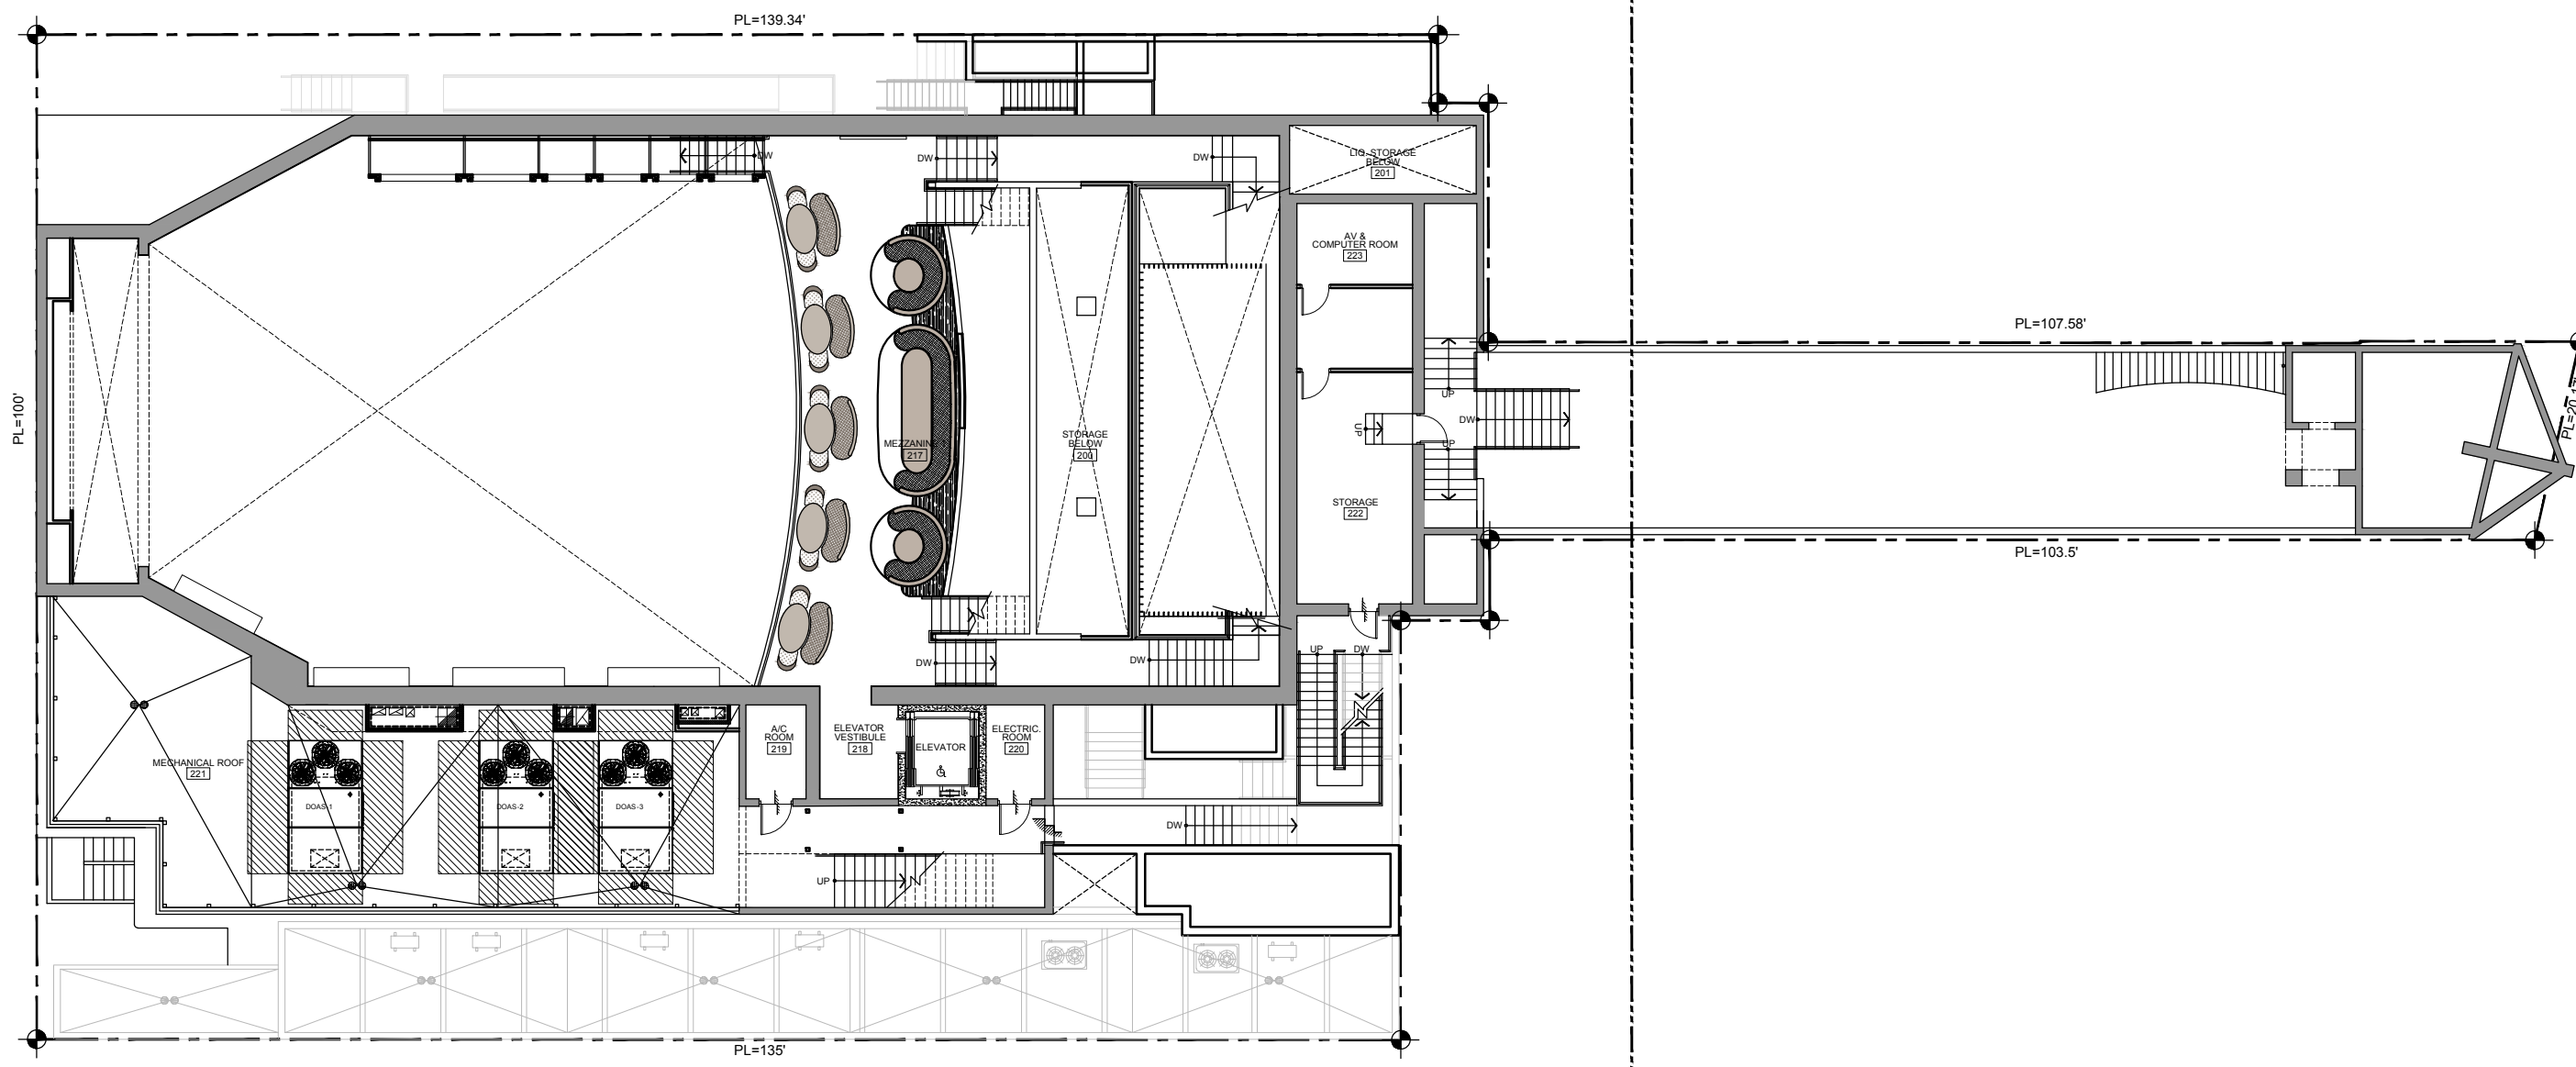 PL=139.34'
DW
DW
DW
LIQ. STORAGE
BELOW
201
AV &
COMPUTER ROOM
223
PL=107.58'
PL=100'
UP
DW
UP
UP
MEZZANINE
217
STORAGE
BELOW
200
STORAGE
222
PL=103.5'
DW
DW
UP
DW
A/C
ROOM
219
ELEVATOR
VESTIBULE
218
ELEVATOR
ELECTRIC.
ROOM
220
MECHANICAL ROOF
221
DOAS-1
DOAS-2
DOAS-3
DW
UP
PL=135'